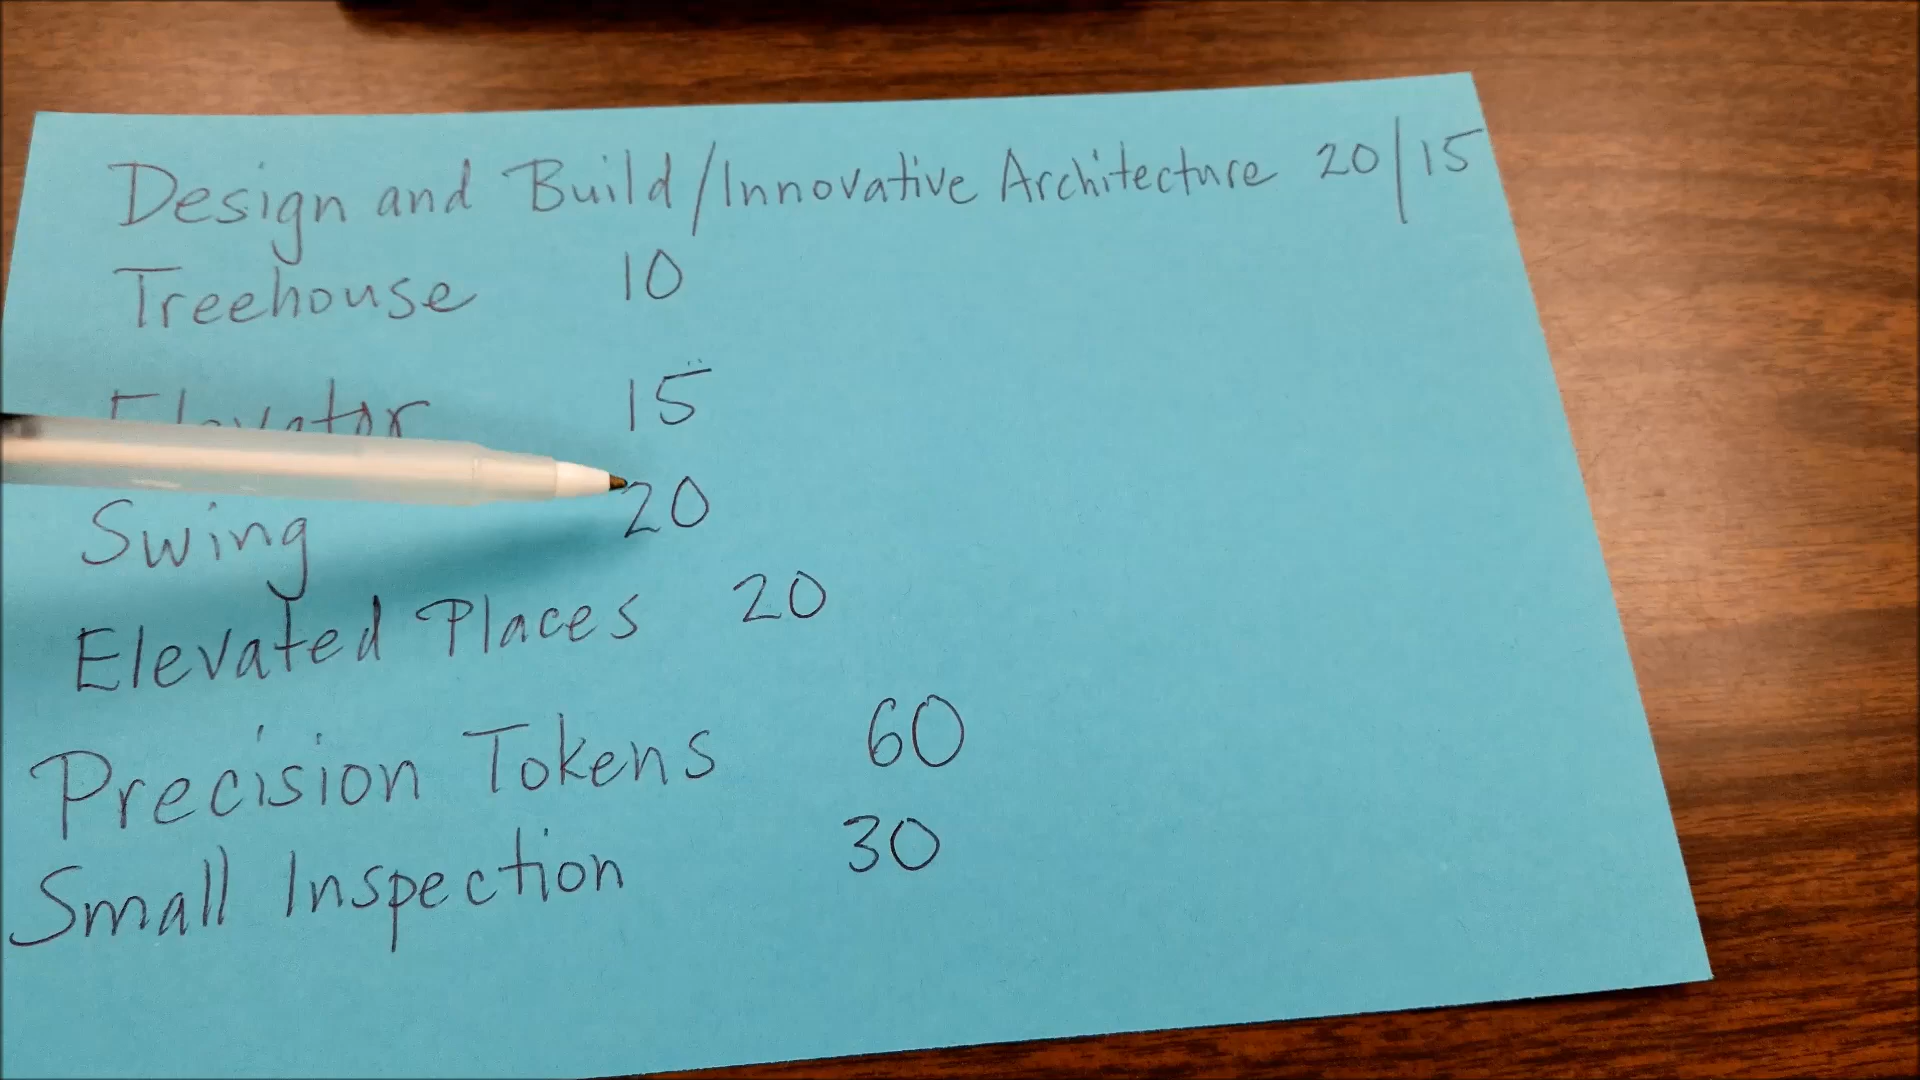 Design and Build/Innovative Architecture 20/15
Treehouse 10
Elevator 15
Swing 20
Elevated Places 20
Precision Tokens 60
Small Inspection 30